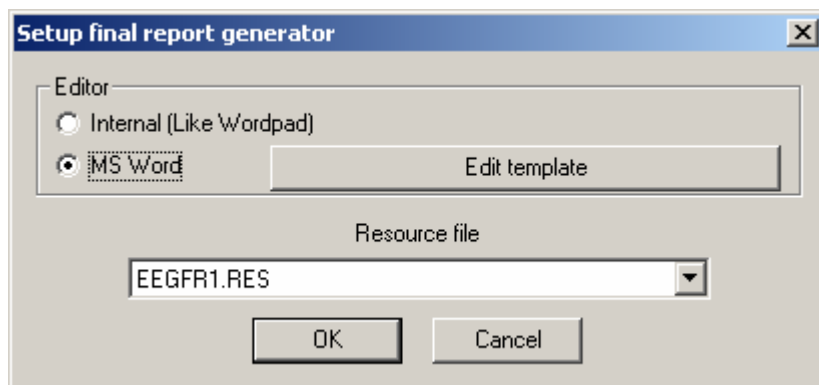 Setup final report generator
Editor
Internal (Like Wordpad)
MS Word
Edit template
Resource file
EEGFR1.RES
OK
Cancel